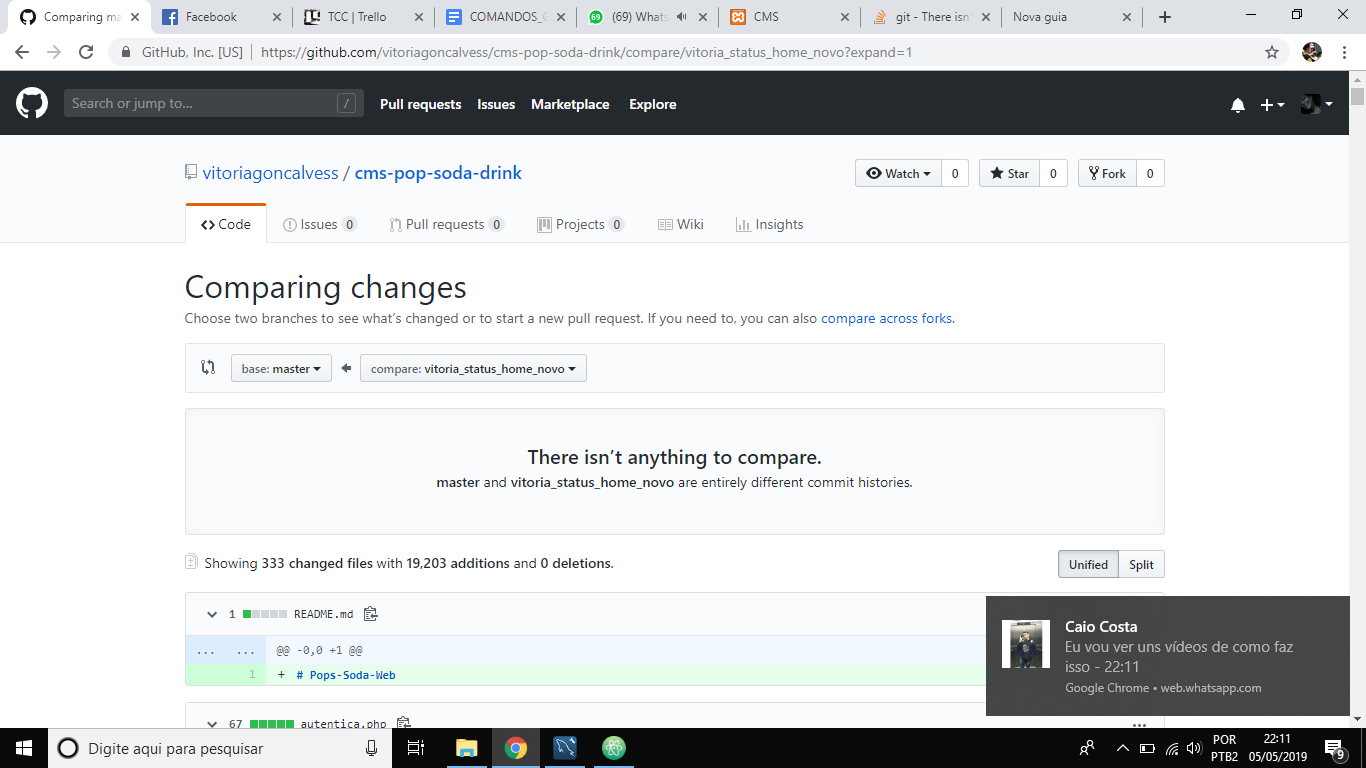 Comparing ma
Facebook
TCC | Trello
COMANDOS_G
(69) Whats
CMS
git - There isn'
Nova guia
GitHub, Inc. [US]
https://github.com/vitoriagoncalvess/cms-pop-soda-drink/compare/vitoria_status_home_novo?expand=1
Search or jump to...
/
Pull requests
Issues
Marketplace
Explore
vitoriagoncalvess / cms-pop-soda-drink
Watch 0
Star 0
Fork 0
Code
Issues 0
Pull requests 0
Projects 0
Wiki
Insights
Comparing changes
Choose two branches to see what's changed or to start a new pull request. If you need to, you can also compare across forks.
base: master
compare: vitoria_status_home_novo
There isn't anything to compare.
master and vitoria_status_home_novo are entirely different commit histories.
Showing 333 changed files with 19,203 additions and 0 deletions.
Unified
Split
1 README.md
... ... @@ -0,0 +1 @@
1 + # Pops-Soda-Web
67 autentica.php
Caio Costa
Eu vou ver uns vídeos de como faz
isso - 22:11
Google Chrome • web.whatsapp.com
Digite aqui para pesquisar
POR
PTB2
22:11
05/05/2019
9